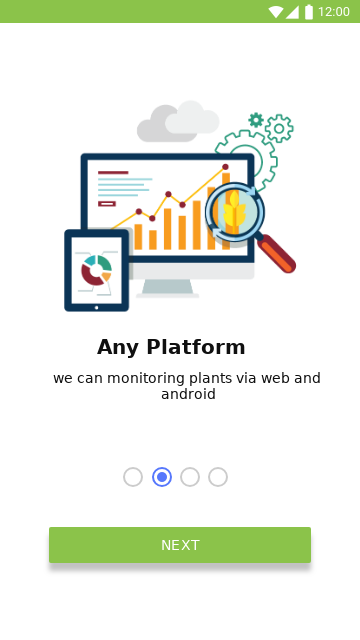 12:00
Any Platform
we can monitoring plants via web and
android
NEXT